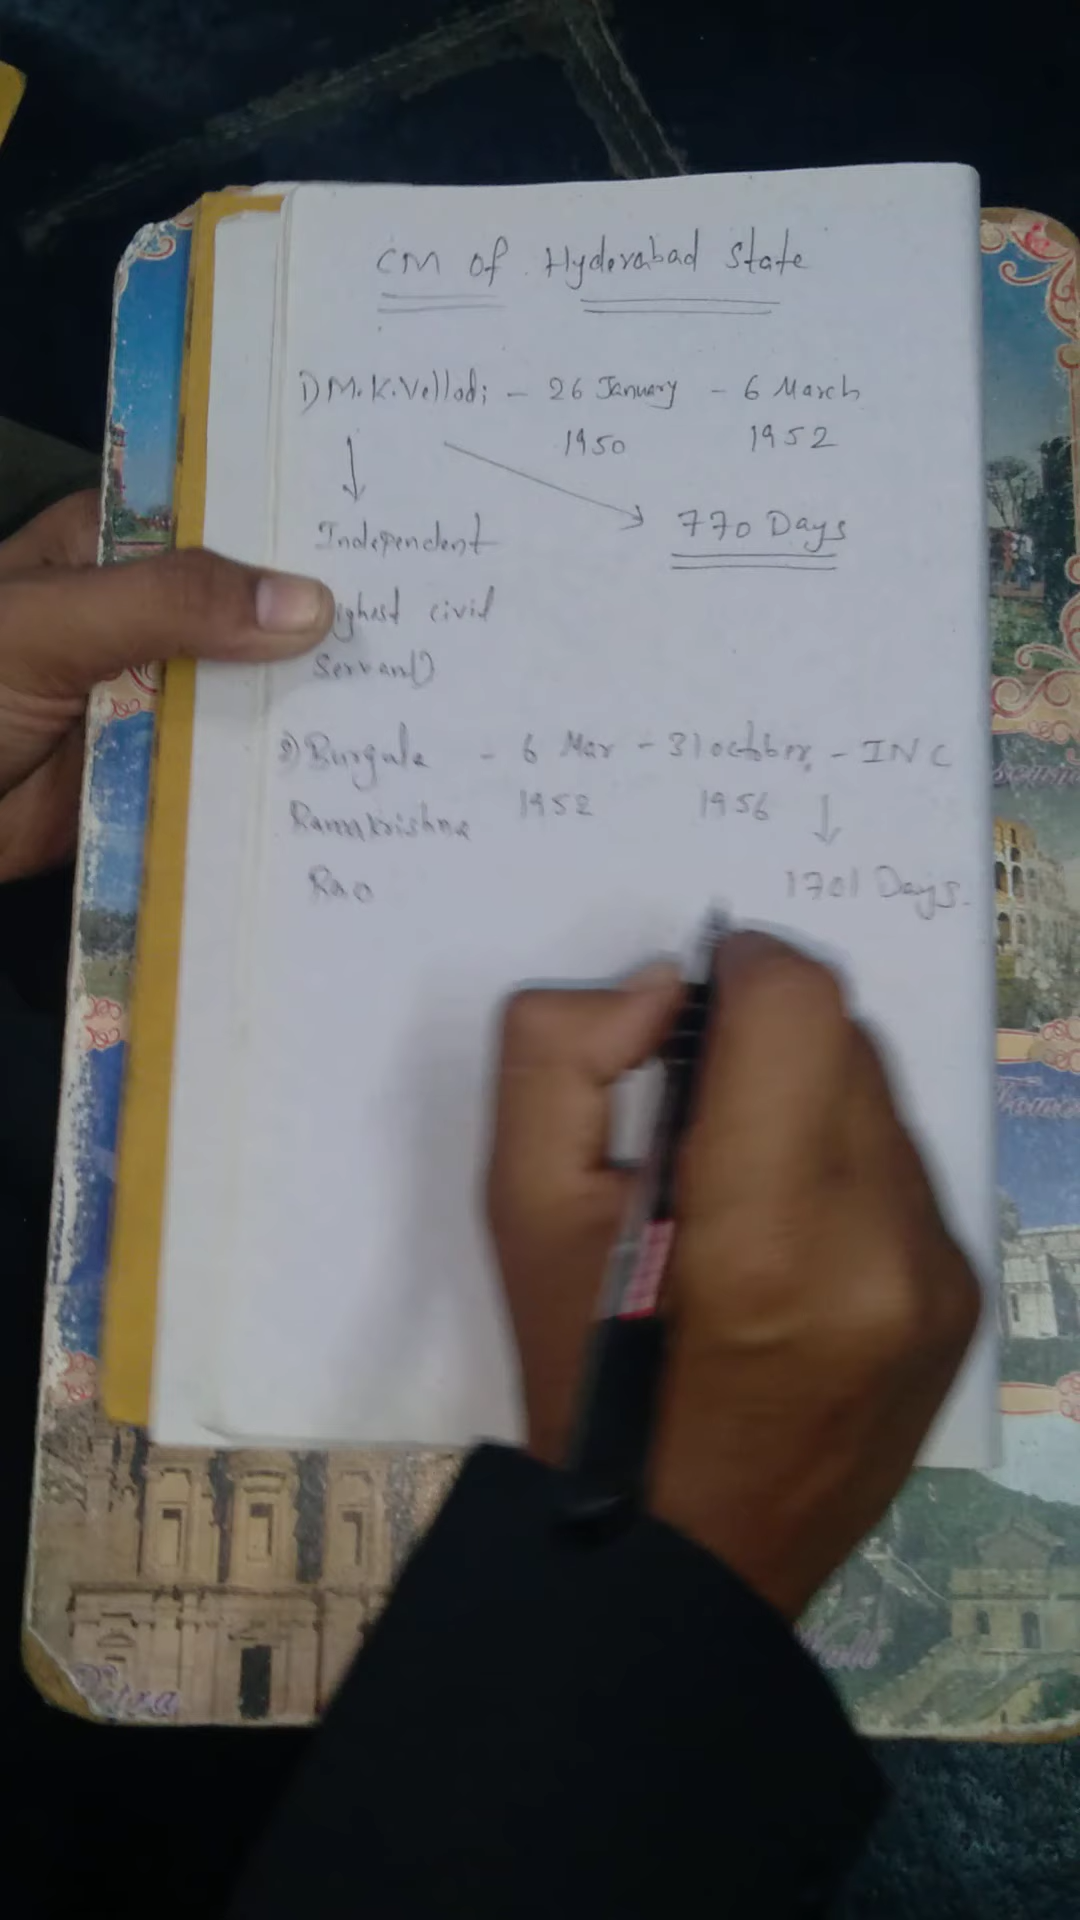 CM of Hyderabad state
1) M.K.Vellodi - 26 January - 6 March
1950 1952
770 Days
Independent
civil
Servant)
2) Burgula - 6 Mar - 31 october - INC
Ramakrishna 1952 1956
Rao 1701 Days.
Petra